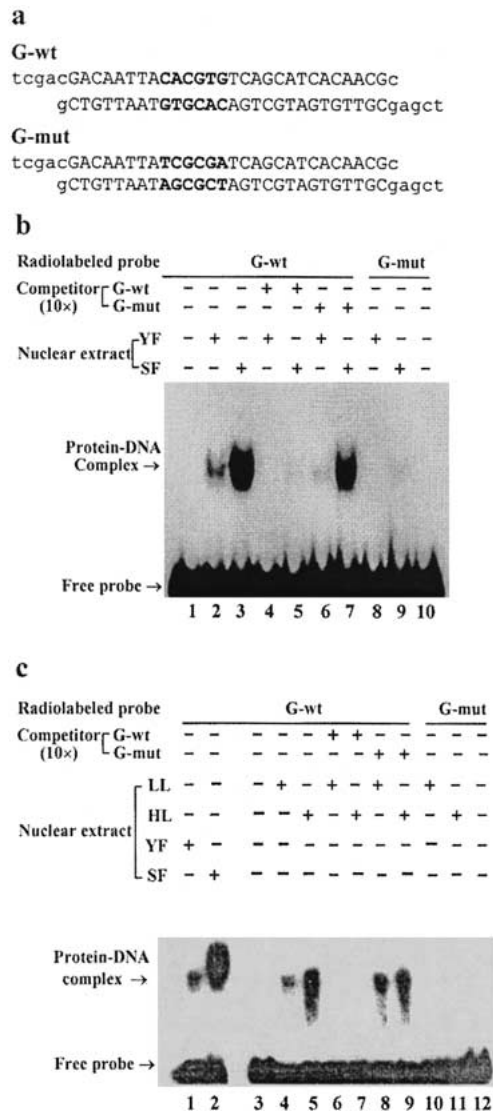 a
G-wt
tcgacGACAATTACACGTGTCAGCATCACAACGc
gCTGTTAATGTGCACAGTCGTAGTGTTGCgagct
G-mut
tcgacGACAATTATCGCGATCAGCATCACAACGc
gCTGTTAATAGCGCTAGTCGTAGTGTTGCgagct
b
Radiolabeled probe G-wt G-mut
Competitor G-wt − − − + + − − − − −
(10×) G-mut − − − − − + + − − −
Nuclear extract YF − + − + − + − + − −
SF − − + − + − + − + −
Protein-DNA
Complex →
Free probe →
1 2 3 4 5 6 7 8 9 10
c
Radiolabeled probe G-wt G-mut
Competitor G-wt − − − − − + + − − − − −
(10×) G-mut − − − − − − − + + − − −
LL − − − + − + − + − + − −
HL − − − − + − + − + − + −
Nuclear extract
YF + − − − − − − − − − − −
SF − + − − − − − − − − − −
Protein-DNA
complex →
Free probe →
1 2 3 4 5 6 7 8 9 10 11 12